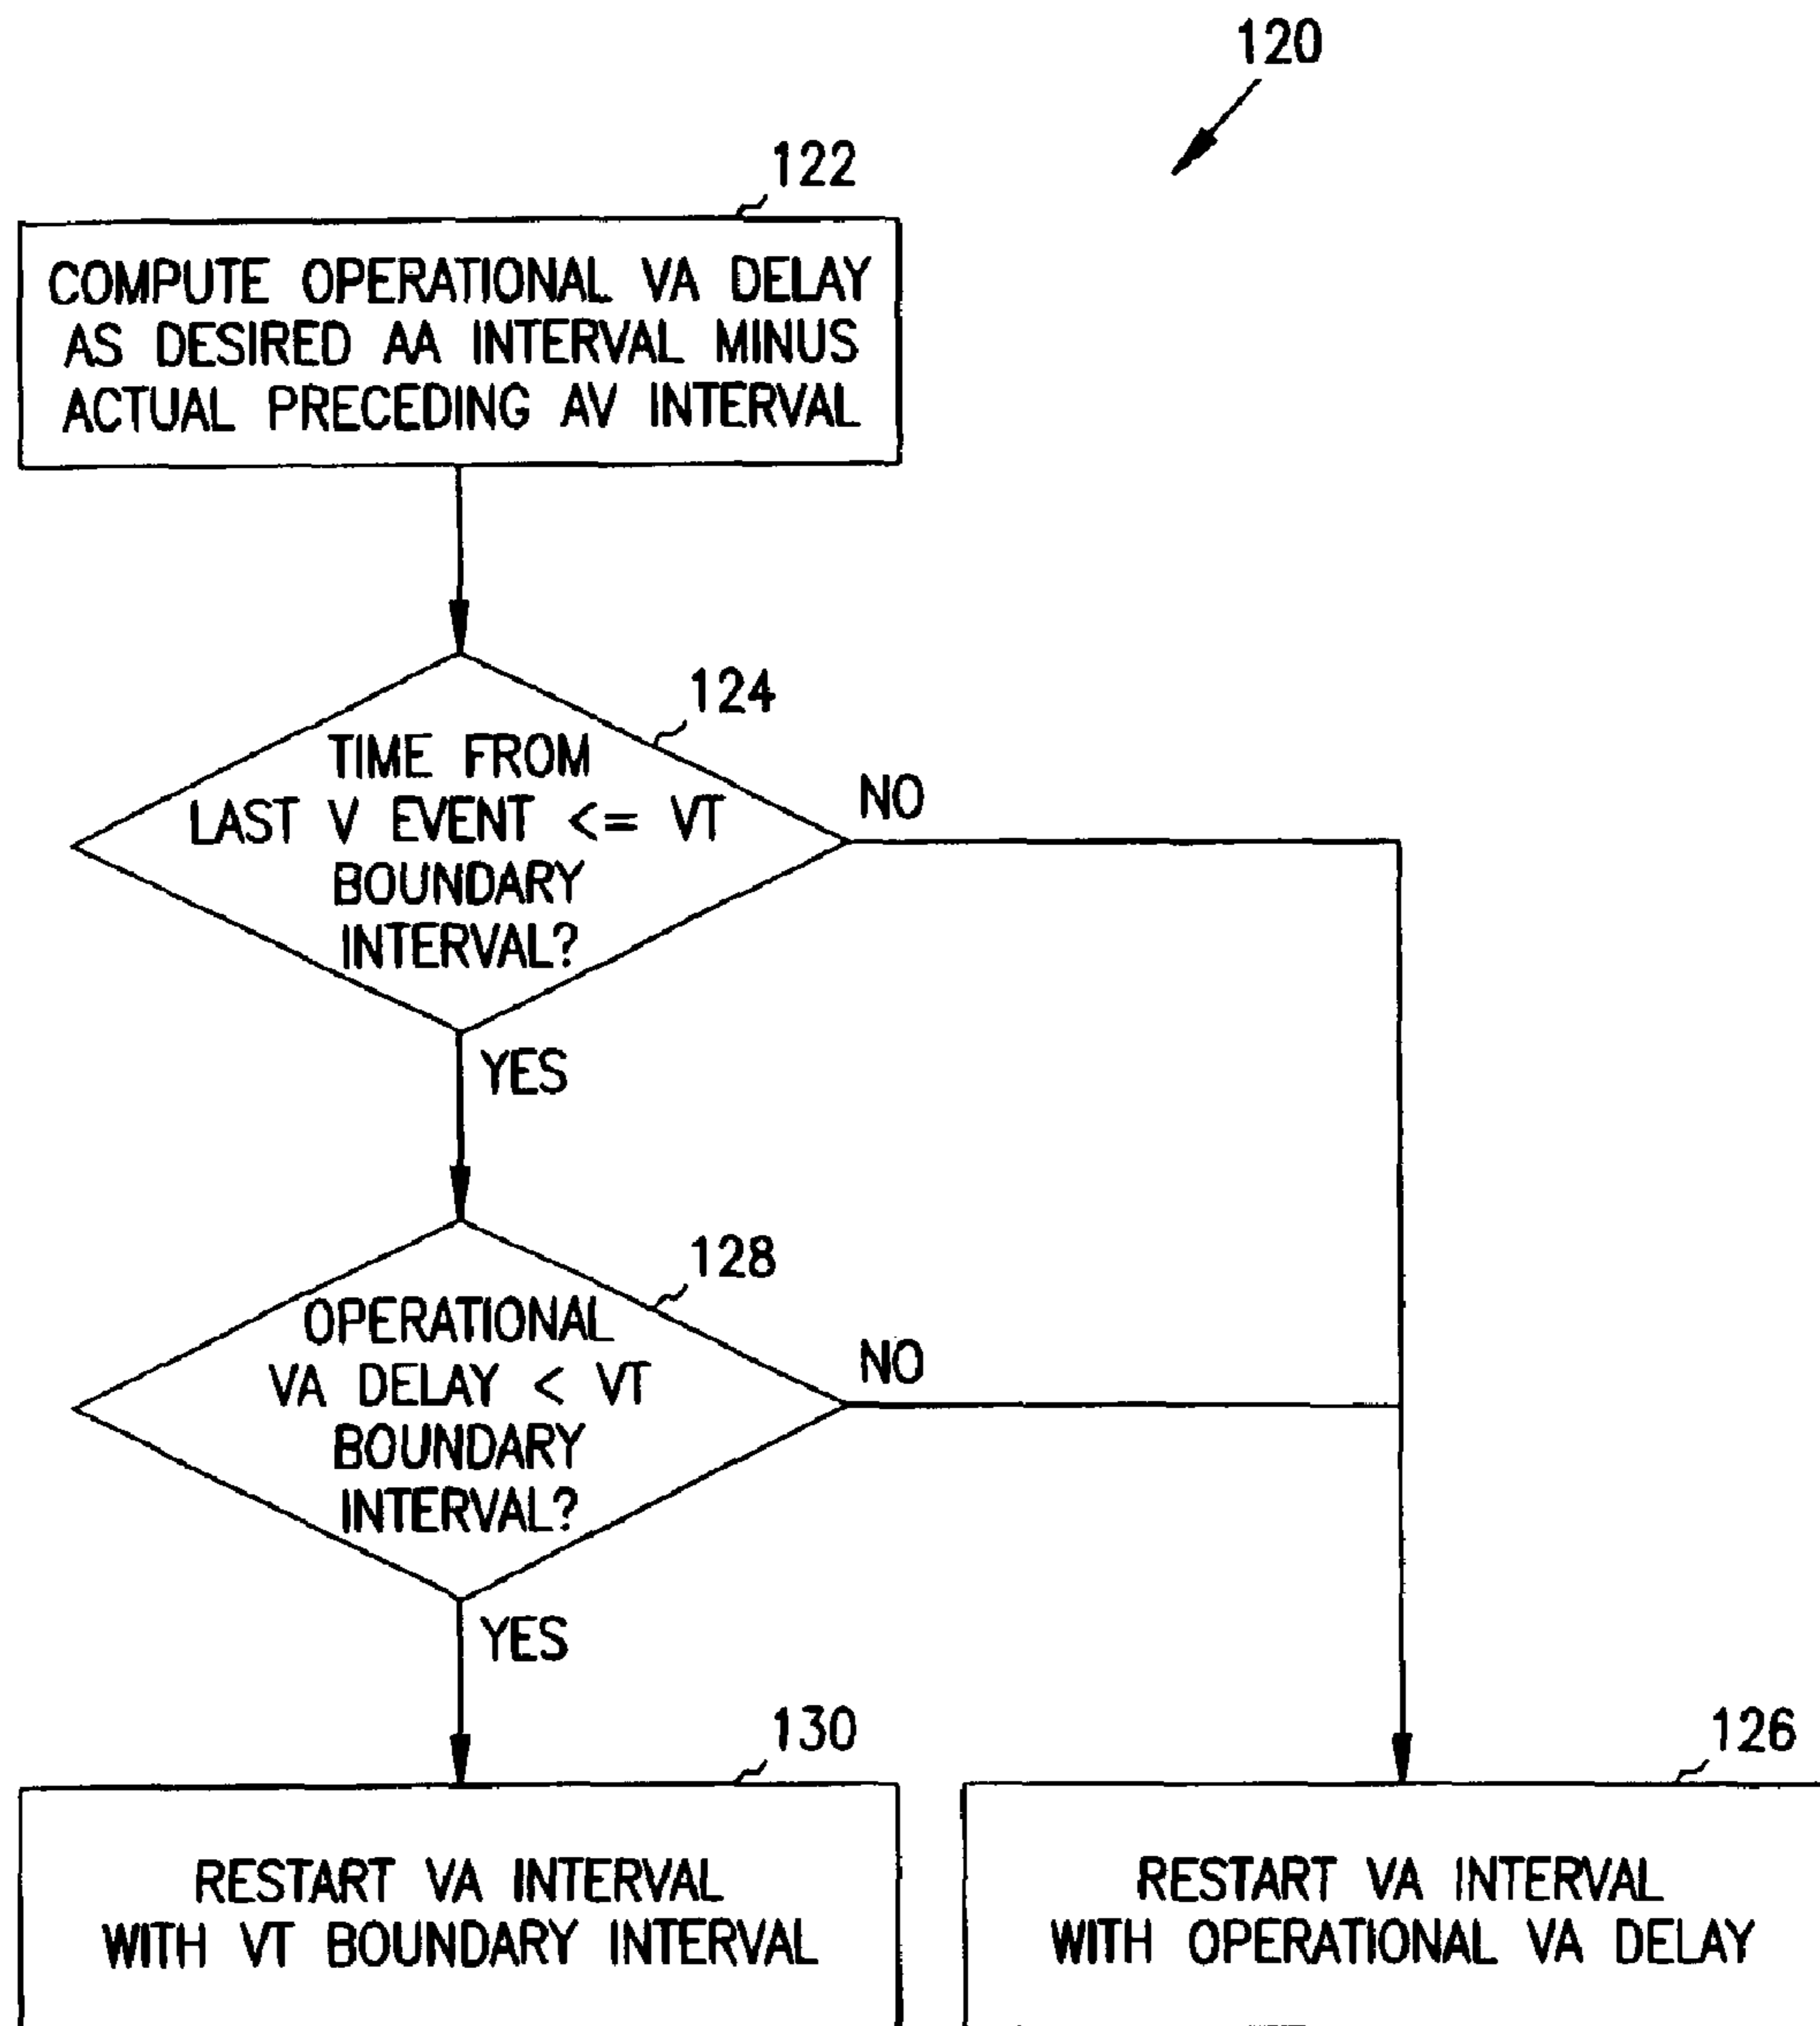 120
122
COMPUTE OPERATIONAL VA DELAY
AS DESIRED AA INTERVAL MINUS
ACTUAL PRECEDING AV INTERVAL
124
TIME FROM
LAST V EVENT <= VT
BOUNDARY
INTERVAL?
NO
YES
128
OPERATIONAL
VA DELAY < VT
BOUNDARY
INTERVAL?
NO
YES
130
RESTART VA INTERVAL
WITH VT BOUNDARY INTERVAL
126
RESTART VA INTERVAL
WITH OPERATIONAL VA DELAY